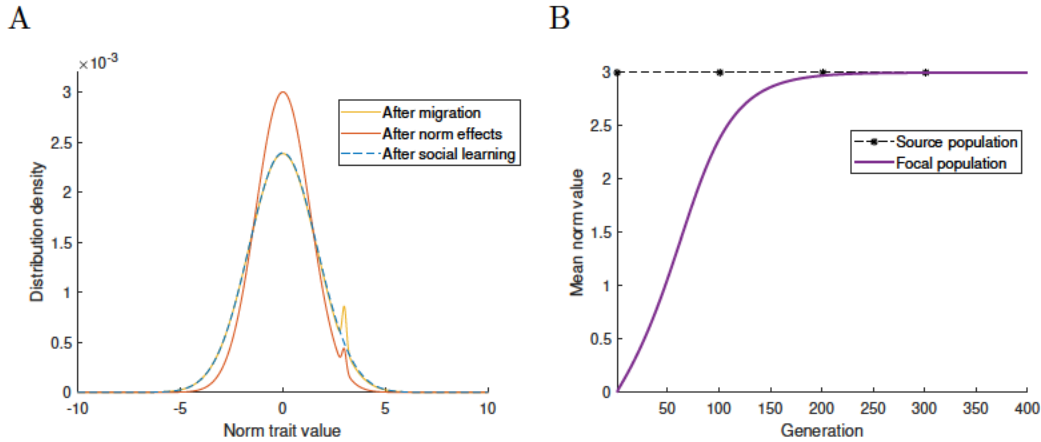 A
×10⁻³
3
2.5
2
1.5
1
0.5
0
-10 -5 0 5 10
Distribution density
Norm trait value
After migration
After norm effects
After social learning
B
3
2.5
2
1.5
1
0.5
0
50 100 150 200 250 300 350 400
Mean norm value
Generation
Source population
Focal population